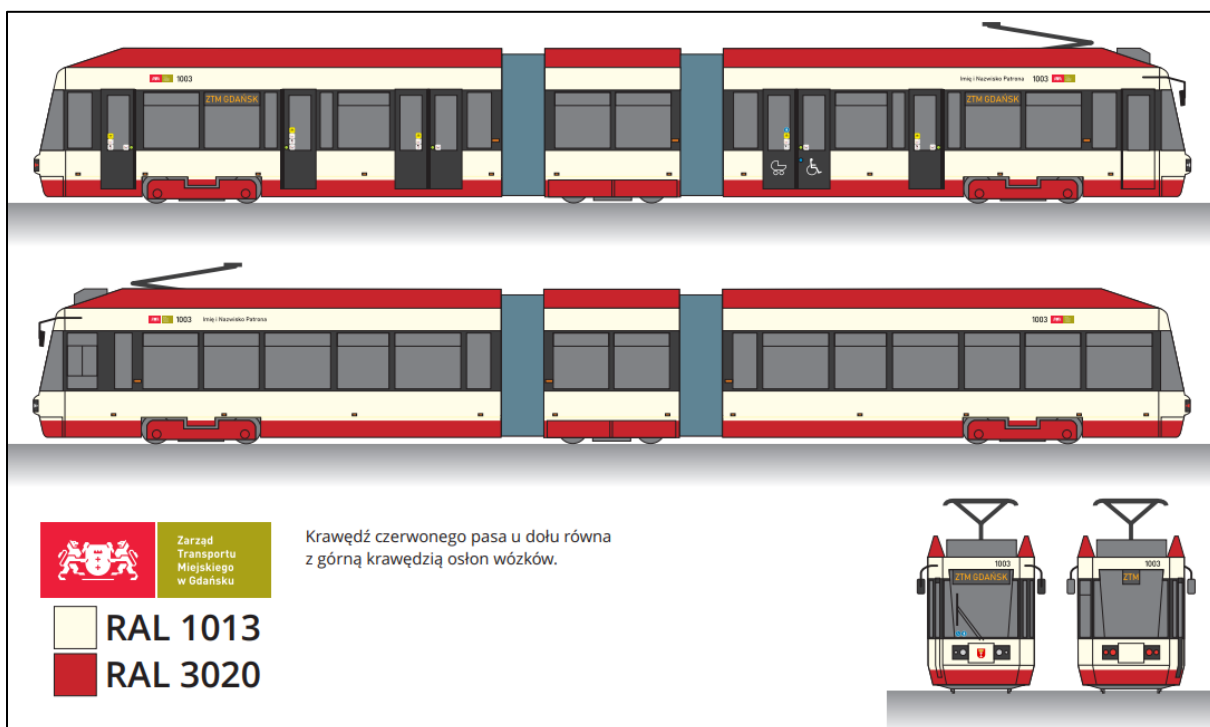 1003
Imię i Nazwisko Patrona 1003
ZTM GDAŃSK
ZTM GDAŃSK
1003 Imię i Nazwisko Patrona
1003
Zarząd
Transportu
Miejskiego
w Gdańsku
Krawędź czerwonego pasa u dołu równa
z górną krawędzią osłon wózków.
RAL 1013
RAL 3020
1003
ZTM GDAŃSK
1003
ZTM